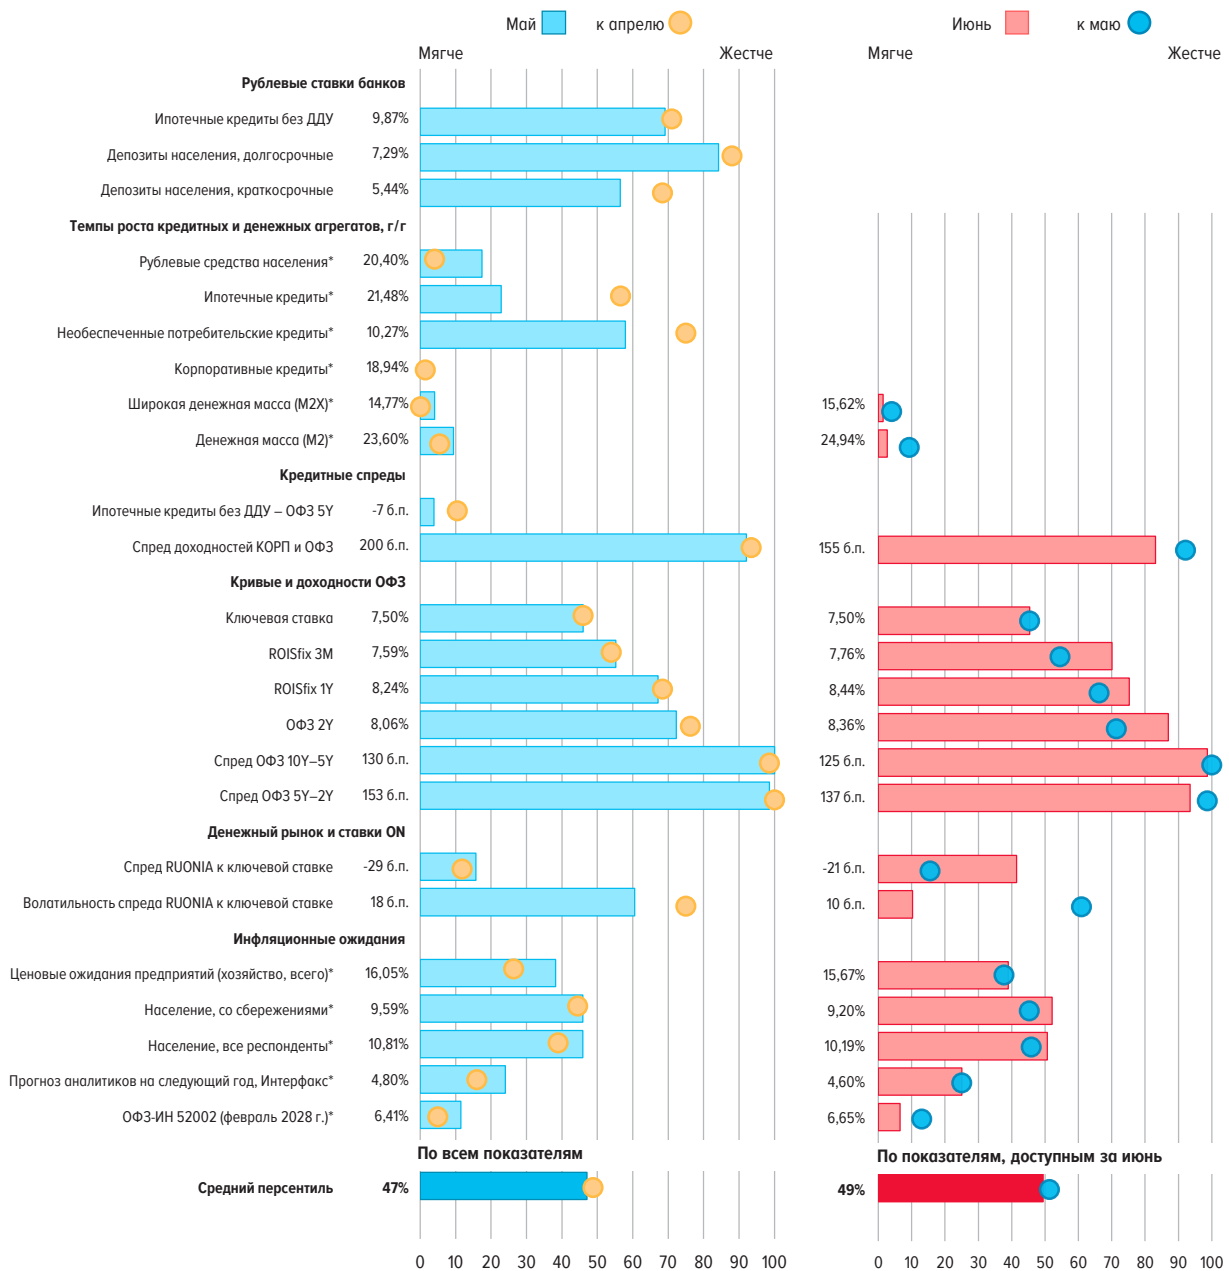 Май к апрелю Июнь к маю
Мягче Жестче Мягче Жестче
Рублевые ставки банков
Ипотечные кредиты без ДДУ 9,87%
Депозиты населения, долгосрочные 7,29%
Депозиты населения, краткосрочные 5,44%
Темпы роста кредитных и денежных агрегатов, г/г
Рублевые средства населения* 20,40%
Ипотечные кредиты* 21,48%
Необеспеченные потребительские кредиты* 10,27%
Корпоративные кредиты* 18,94%
Широкая денежная масса (М2Х)* 14,77% 15,62%
Денежная масса (М2)* 23,60% 24,94%
Кредитные спреды
Ипотечные кредиты без ДДУ – ОФЗ 5Y -7 б.п.
Спред доходностей КОРП и ОФЗ 200 б.п. 155 б.п.
Кривые и доходности ОФЗ
Ключевая ставка 7,50% 7,50%
ROISfix 3M 7,59% 7,76%
ROISfix 1Y 8,24% 8,44%
ОФЗ 2Y 8,06% 8,36%
Спред ОФЗ 10Y–5Y 130 б.п. 125 б.п.
Спред ОФЗ 5Y–2Y 153 б.п. 137 б.п.
Денежный рынок и ставки ON
Спред RUONIA к ключевой ставке -29 б.п. -21 б.п.
Волатильность спреда RUONIA к ключевой ставке 18 б.п. 10 б.п.
Инфляционные ожидания
Ценовые ожидания предприятий (хозяйство, всего)* 16,05% 15,67%
Население, со сбережениями* 9,59% 9,20%
Население, все респонденты* 10,81% 10,19%
Прогноз аналитиков на следующий год, Интерфакс* 4,80% 4,60%
ОФЗ-ИН 52002 (февраль 2028 г.)* 6,41% 6,65%
По всем показателям По показателям, доступным за июнь
Средний персентиль 47% 49%
0 10 20 30 40 50 60 70 80 90 100 0 10 20 30 40 50 60 70 80 90 100